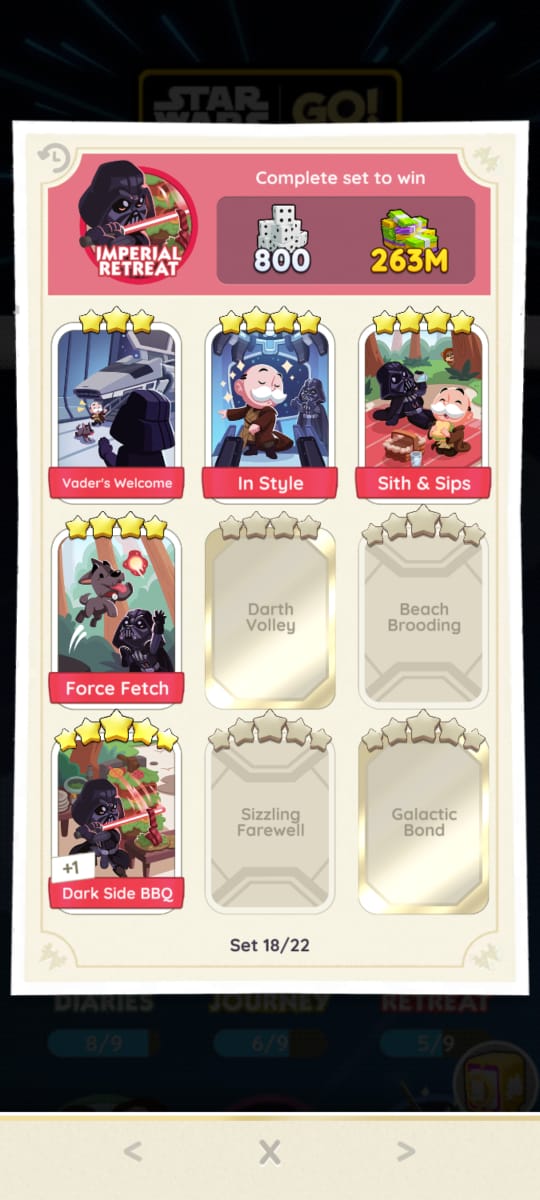 STAR
WARS
GO!
Complete set to win
IMPERIAL
RETREAT
800
263M
Vader's Welcome
In Style
Sith & Sips
Force Fetch
Darth
Volley
Beach
Brooding
+1
Dark Side BBQ
Sizzling
Farewell
Galactic
Bond
Set 18/22
DIARIES
JOURNEY
RETREAT
8/9
6/9
5/9
<
X
>